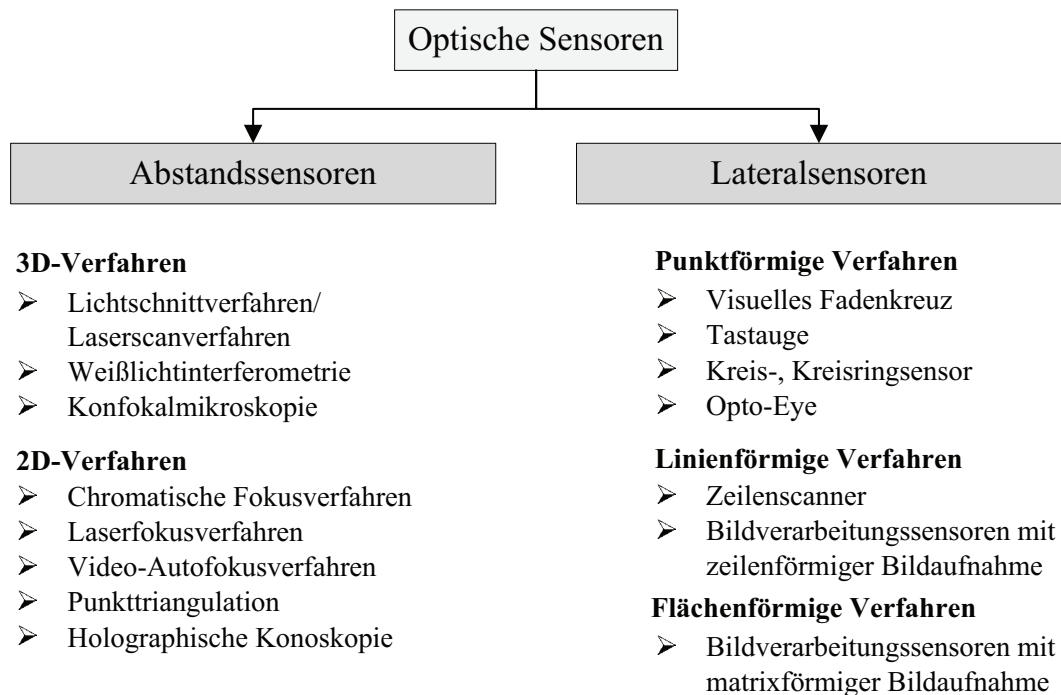 Optische Sensoren
Abstandssensoren
Lateralsensoren
3D-Verfahren
➢ Lichtschnittverfahren/
Laserscanverfahren
➢ Weißlichtinterferometrie
➢ Konfokalmikroskopie
2D-Verfahren
➢ Chromatische Fokusverfahren
➢ Laserfokusverfahren
➢ Video-Autofokusverfahren
➢ Punkttriangulation
➢ Holographische Konoskopie
Punktförmige Verfahren
➢ Visuelles Fadenkreuz
➢ Tastauge
➢ Kreis-, Kreisringsensor
➢ Opto-Eye
Linienförmige Verfahren
➢ Zeilenscanner
➢ Bildverarbeitungssensoren mit
zeilenförmiger Bildaufnahme
Flächenförmige Verfahren
➢ Bildverarbeitungssensoren mit
matrixförmiger Bildaufnahme